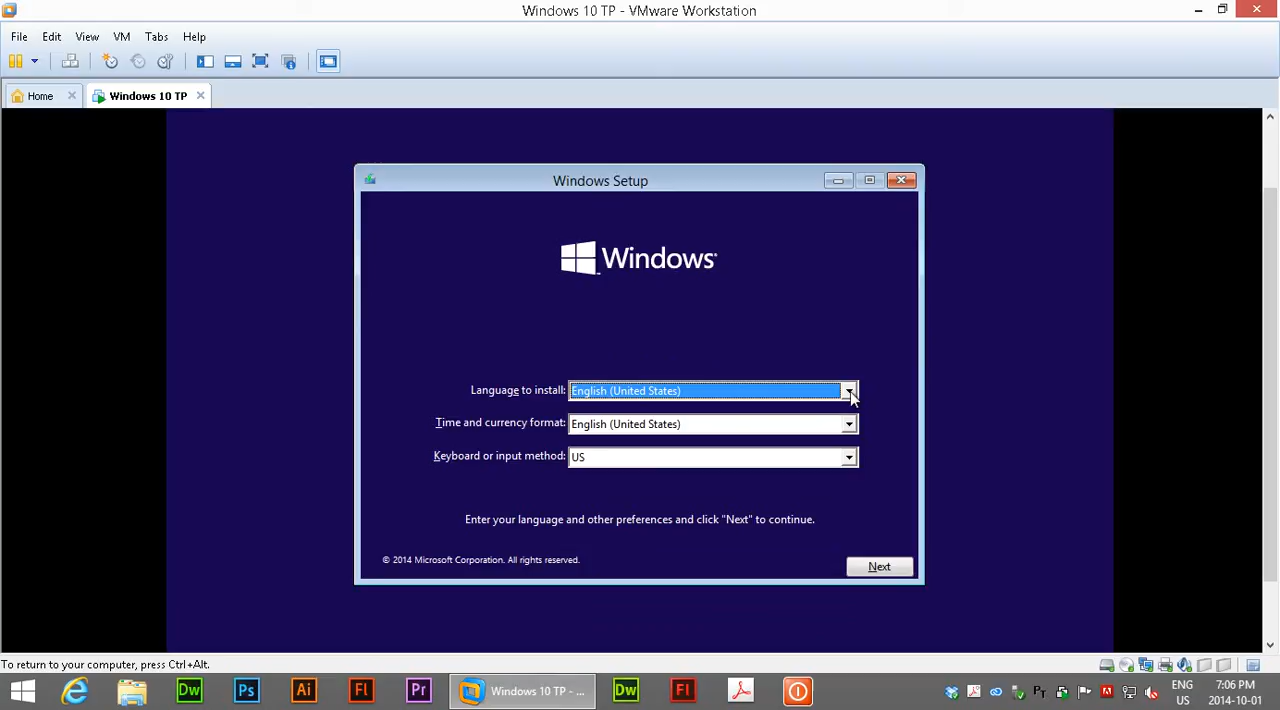 Windows 10 TP - VMware Workstation
File Edit View VM Tabs Help
Home Windows 10 TP
Windows Setup
Windows
Language to install: English (United States)
Time and currency format: English (United States)
Keyboard or input method: US
Enter your language and other preferences and click "Next" to continue.
© 2014 Microsoft Corporation. All rights reserved.
Next
To return to your computer, press Ctrl+Alt.
Dw Ps Ai Fl Pr Windows 10 TP - ... Dw Fl
Pr
ENG 7:06 PM
US 2014-10-01